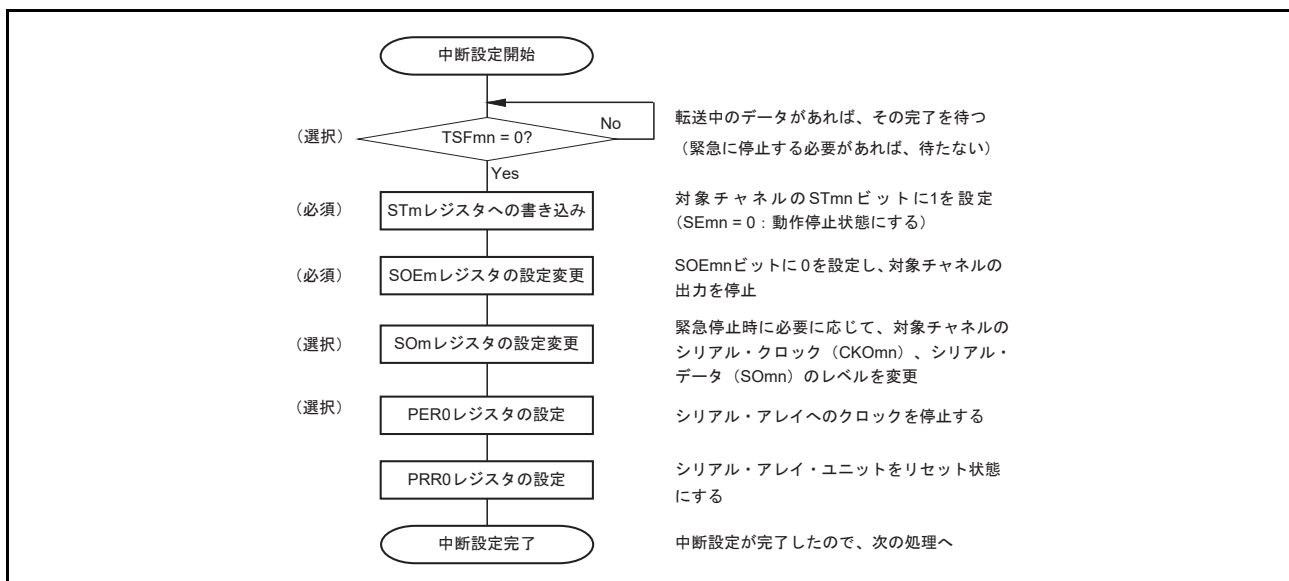 中断設定開始
No
転送中のデータがあれば、その完了を待つ
（選択）
TSFmn = 0?
（緊急に停止する必要があれば、待たない）
Yes
（必須）
STmレジスタへの書き込み
対象チャネルのSTmnビットに1を設定
（SEmn = 0：動作停止状態にする）
（必須）
SOEmレジスタの設定変更
SOEmnビットに0を設定し、対象チャネルの
出力を停止
（選択）
SOmレジスタの設定変更
緊急停止時に必要に応じて、対象チャネルの
シリアル・クロック（CKOmn）、シリアル・
データ（SOmn）のレベルを変更
（選択）
PER0レジスタの設定
シリアル・アレイへのクロックを停止する
PRR0レジスタの設定
シリアル・アレイ・ユニットをリセット状態
にする
中断設定完了
中断設定が完了したので、次の処理へ